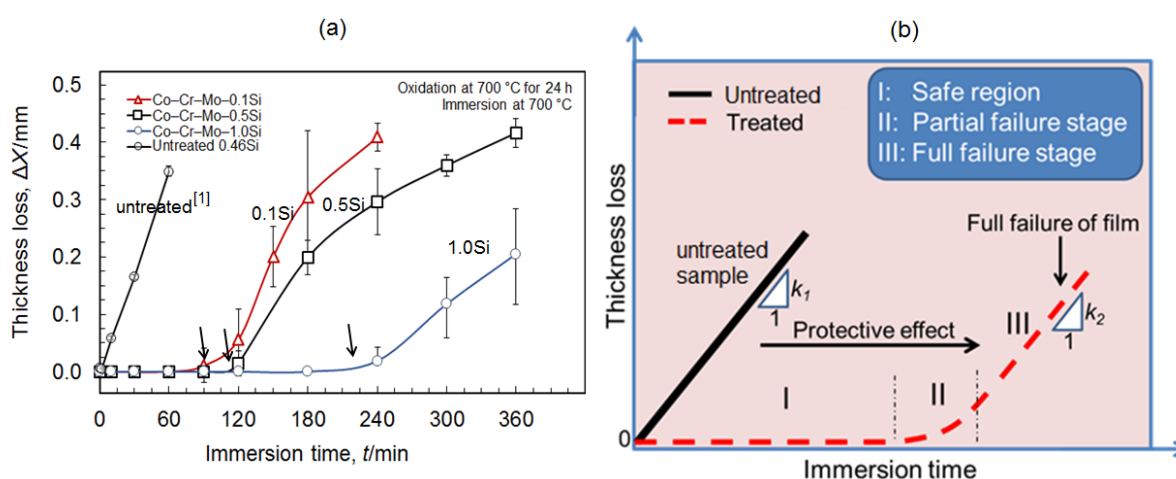 (a)
Thickness loss, ΔX/mm
0.5
0.4
0.3
0.2
0.1
0.0
0
60
120
180
240
300
360
Immersion time, t/min
Co–Cr–Mo–0.1Si
Co–Cr–Mo–0.5Si
Co–Cr–Mo–1.0Si
Untreated 0.46Si
Oxidation at 700 °C for 24 h
Immersion at 700 °C
untreated[1]
0.1Si
0.5Si
1.0Si
(b)
Thickness loss
Untreated
Treated
I: Safe region
II: Partial failure stage
III: Full failure stage
untreated
sample
k1
1
Protective effect
Full failure of film
III
k2
1
I
II
0
Immersion time